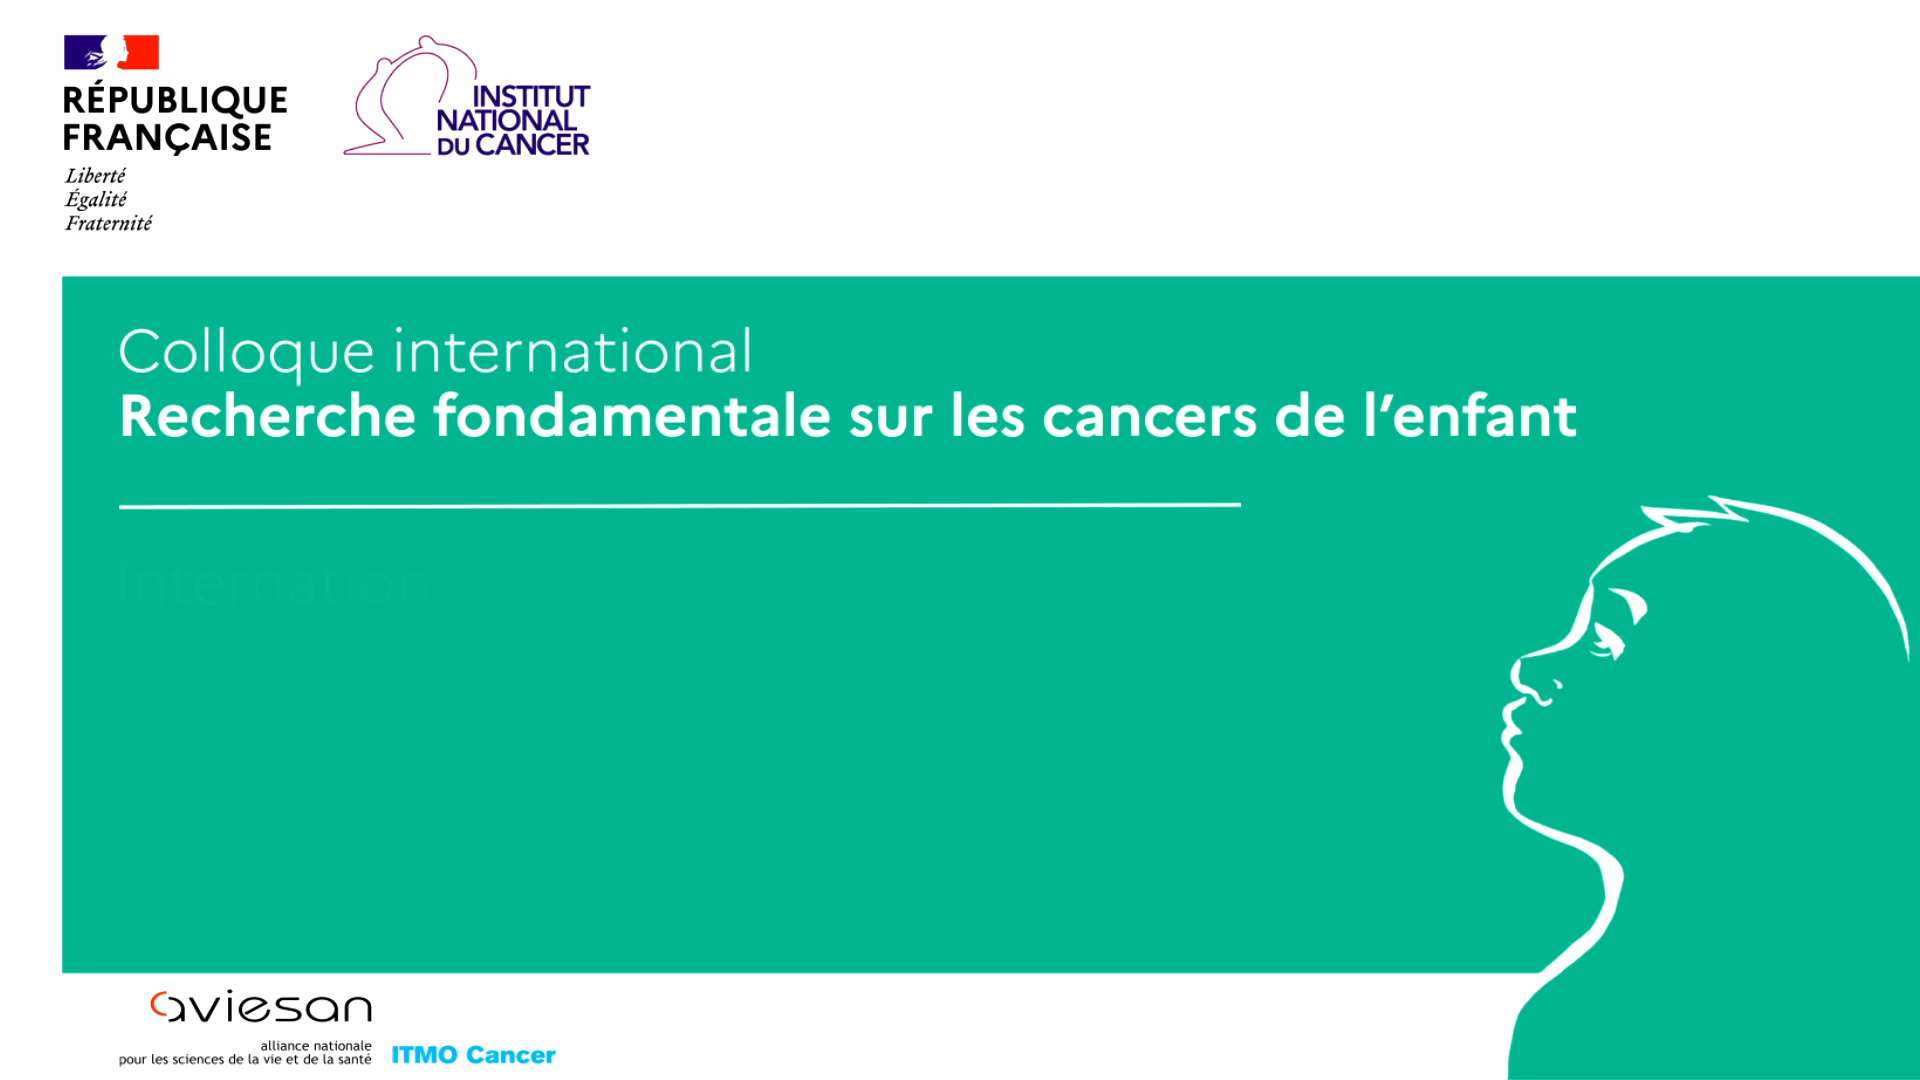 RÉPUBLIQUE
FRANÇAISE
Liberté
Égalité
Fraternité
INSTITUT
NATIONAL
DU CANCER
Colloque international
Recherche fondamentale sur les cancers de l’enfant
aviesan
alliance nationale
pour les sciences de la vie et de la santé
ITMO Cancer